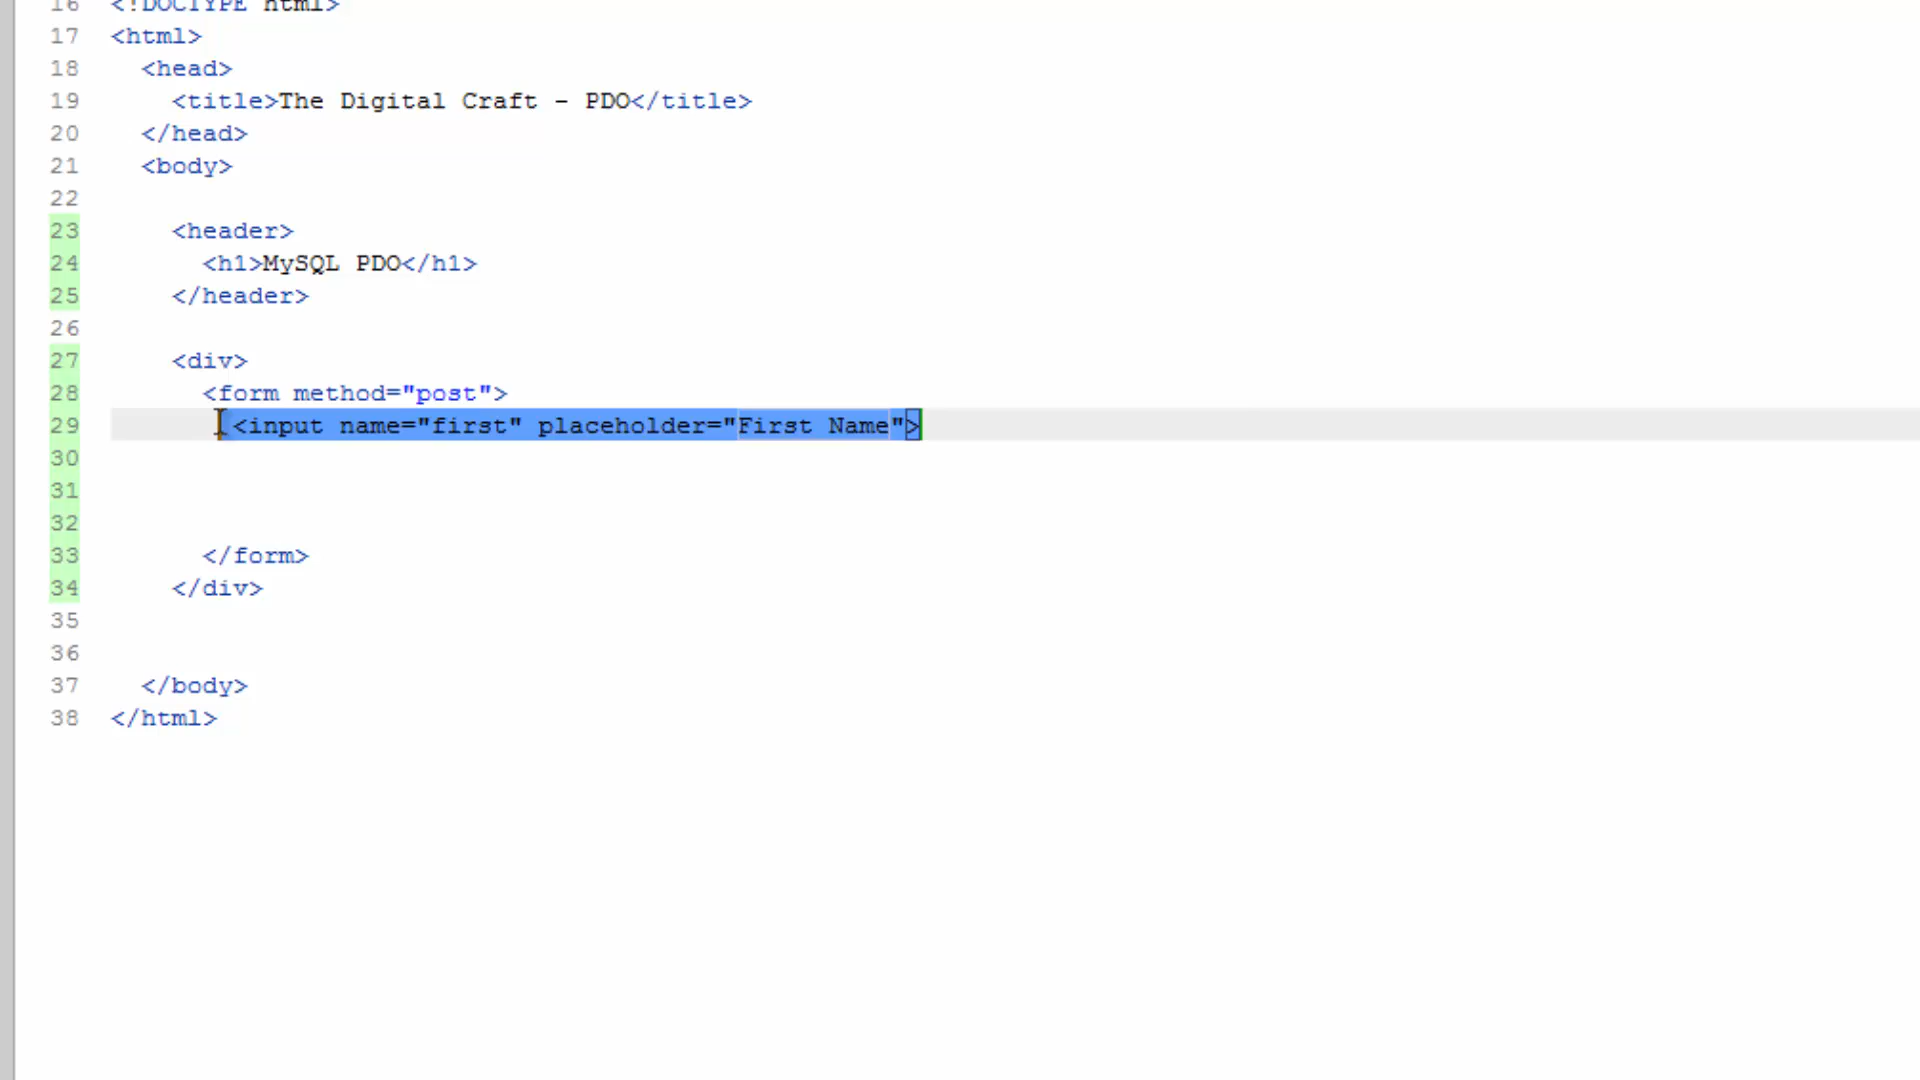 16 <!DOCTYPE html>
17 <html>
18 <head>
19 <title>The Digital Craft - PDO</title>
20 </head>
21 <body>
22
23 <header>
24 <h1>MySQL PDO</h1>
25 </header>
26
27 <div>
28 <form method="post">
29 <input name="first" placeholder="First Name">
30
31
32
33 </form>
34 </div>
35
36
37 </body>
38 </html>